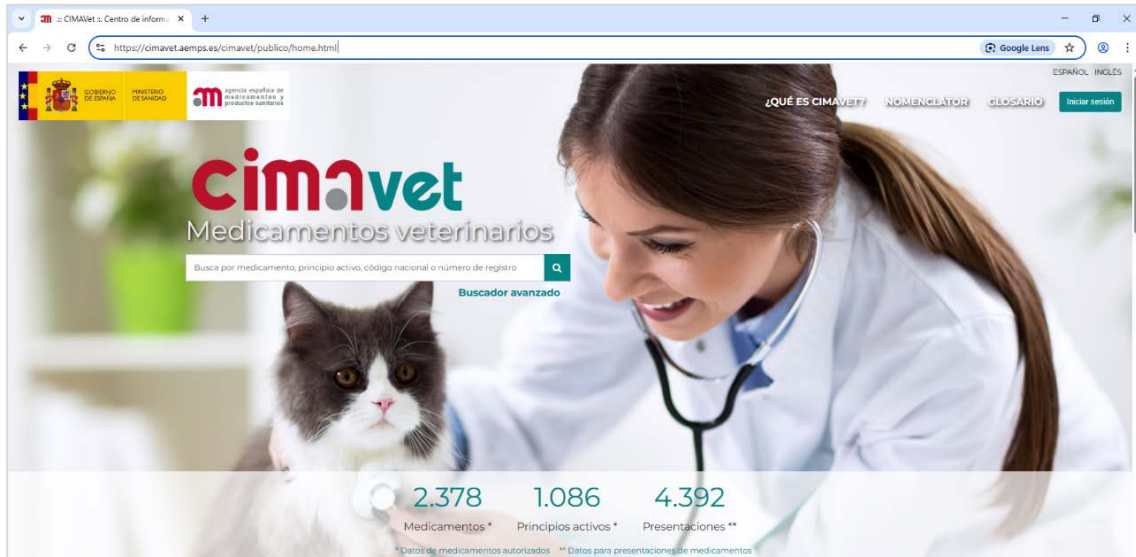 .:: CIMAVet ::. Centro de inform
https://cimavet.aemps.es/cimavet/publico/home.html
Google Lens
ESPAÑOL INGLÉS
GOBIERNO DE ESPAÑA
MINISTERIO DE SANIDAD
agencia española de medicamentos y productos sanitarios
¿QUÉ ES CIMAVET? NOMENCLÁTOR GLOSARIO Iniciar sesión
cimavet
Medicamentos veterinarios
Busca por medicamento, principio activo, código nacional o número de registro
Buscador avanzado
2.378 1.086 4.392
Medicamentos * Principios activos * Presentaciones **
* Datos de medicamentos autorizados ** Datos para presentaciones de medicamentos